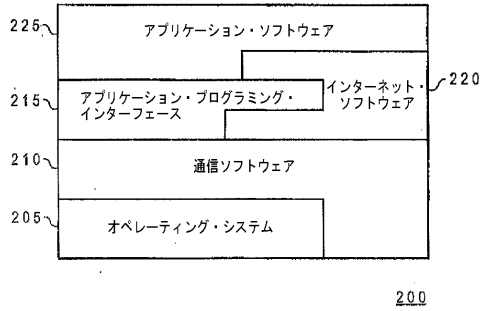 225
アプリケーション・ソフトウェア
215
アプリケーション・プログラミング・
インターフェース
インターネット・
ソフトウェア
220
210
通信ソフトウェア
205
オペレーティング・システム
200